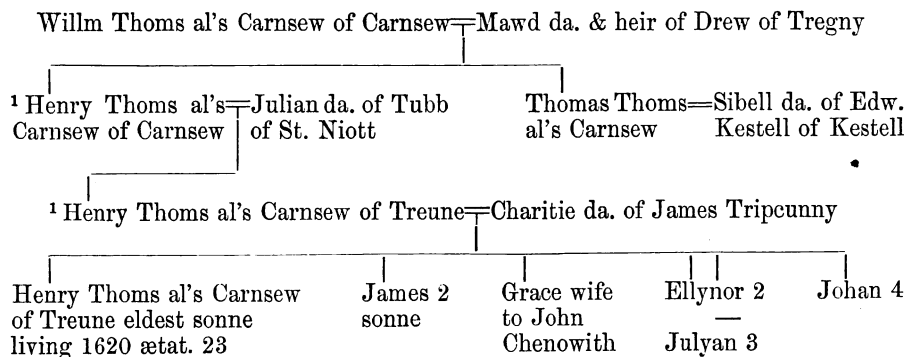 Willm Thoms al's Carnsew of Carnsew=Mawd da. & heir of Drew of Tregny
¹ Henry Thoms al's=Julian da. of Tubb
Carnsew of Carnsew of St. Niott
Thomas Thoms=Sibell da. of Edw.
al's Carnsew Kestell of Kestell
¹ Henry Thoms al's Carnsew of Treune=Charitie da. of James Tripcunny
Henry Thoms al's Carnsew
of Treune eldest sonne
living 1620 ætat. 23
James 2
sonne
Grace wife
to John
Chenowith
Ellynor 2
—
Julyan 3
Johan 4